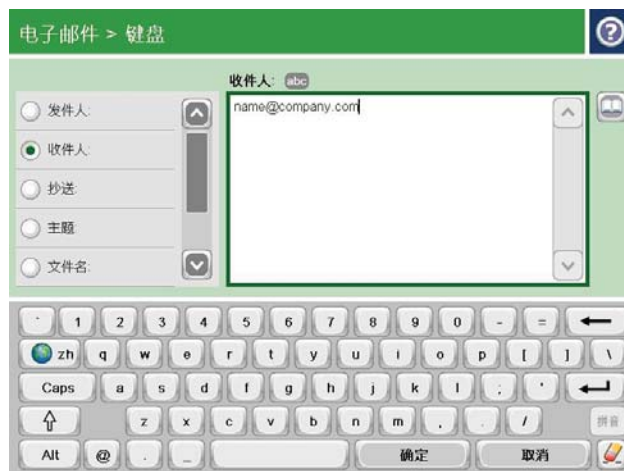 电子邮件 > 键盘
?
收件人: abc
发件人:
收件人:
抄送:
主题:
文件名:
name@company.com
` 1 2 3 4 5 6 7 8 9 0 - = ←
zh q w e r t y u i o p [ ] \
Caps a s d f g h j k l ; '
z x c v b n m , . / 拼音
Alt @ . _ 确定 取消